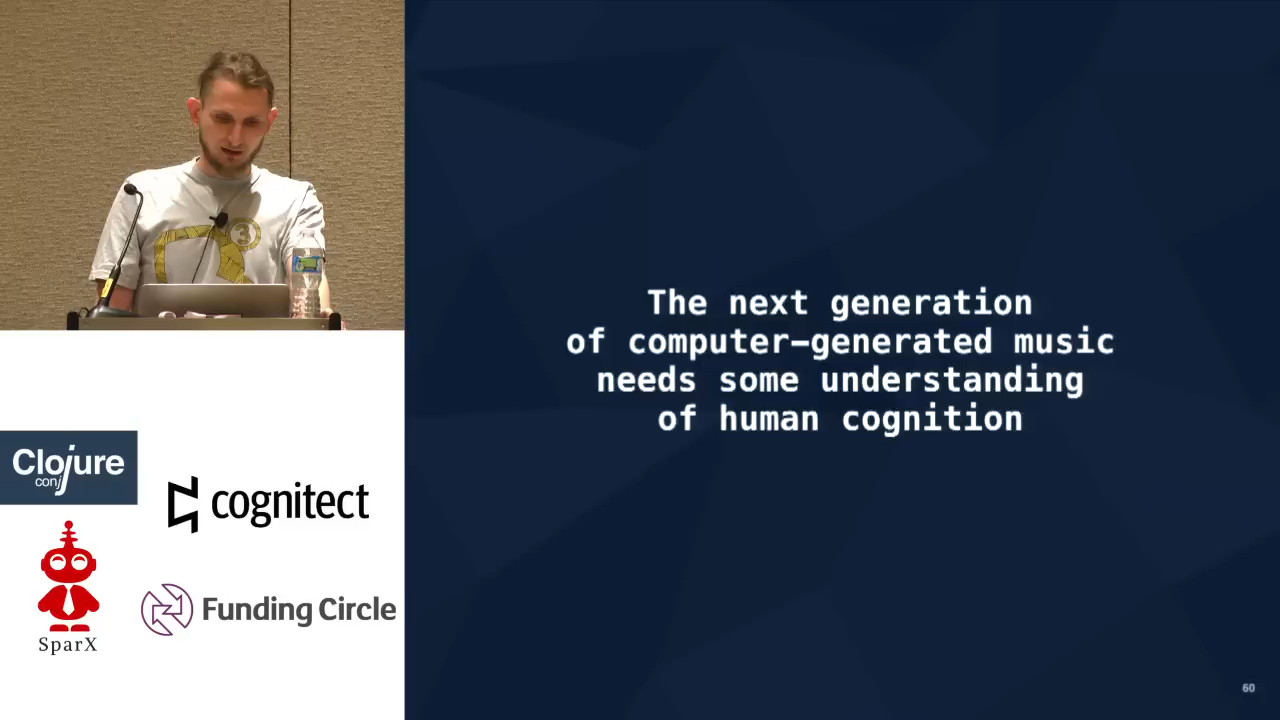 3
The next generation
of computer-generated music
needs some understanding
of human cognition
Clojure
conj
cognitect
SparX
Funding Circle
60